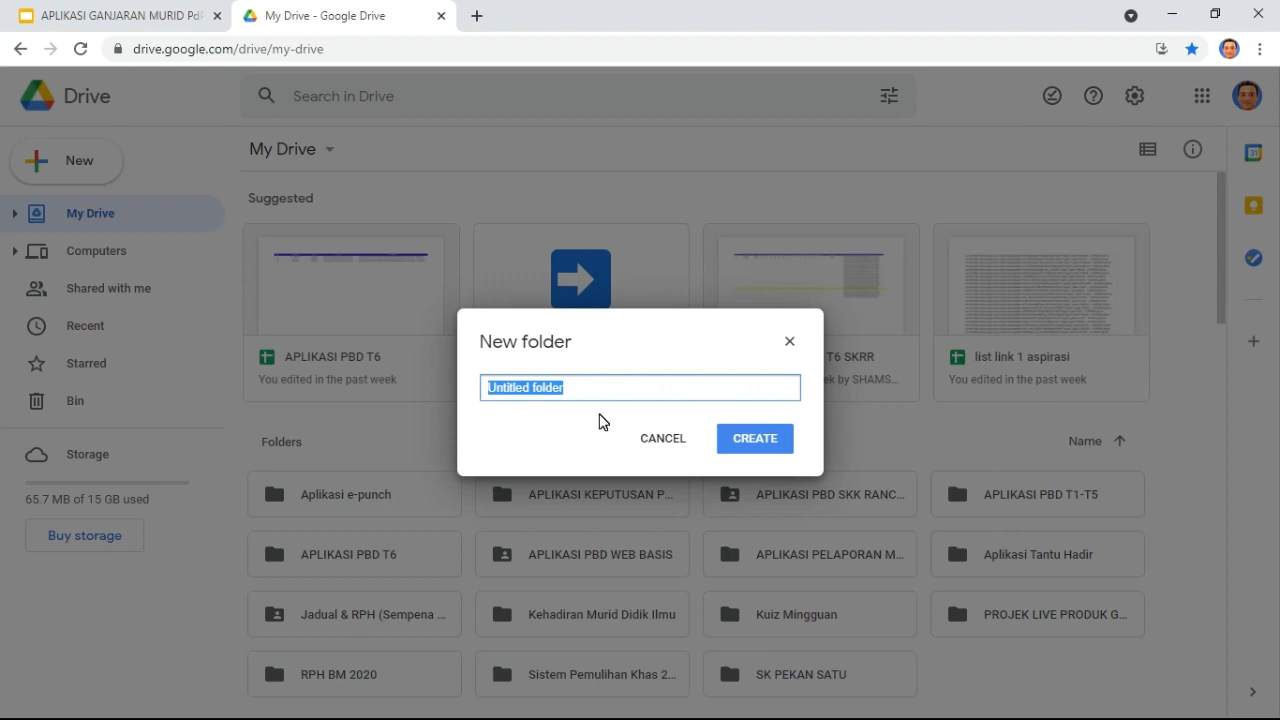 APLIKASI GANJARAN MURID PdF
My Drive - Google Drive
drive.google.com/drive/my-drive
Drive
Search in Drive
New
My Drive
My Drive
Computers
Shared with me
Recent
Starred
Bin
Storage
65.7 MB of 15 GB used
Buy storage
Suggested
APLIKASI PBD T6
You edited in the past week
T6 SKRR
ek by SHAMS...
list link 1 aspirasi
You edited in the past week
New folder
Untitled folder
CANCEL
CREATE
Folders
Name
Aplikasi e-punch
APLIKASI KEPUTUSAN P...
APLIKASI PBD SKK RANC...
APLIKASI PBD T1-T5
APLIKASI PBD T6
APLIKASI PBD WEB BASIS
APLIKASI PELAPORAN M...
Aplikasi Tantu Hadir
Jadual & RPH (Sempena ...
Kehadiran Murid Didik Ilmu
Kuiz Mingguan
PROJEK LIVE PRODUK G...
RPH BM 2020
Sistem Pemulihan Khas 2...
SK PEKAN SATU